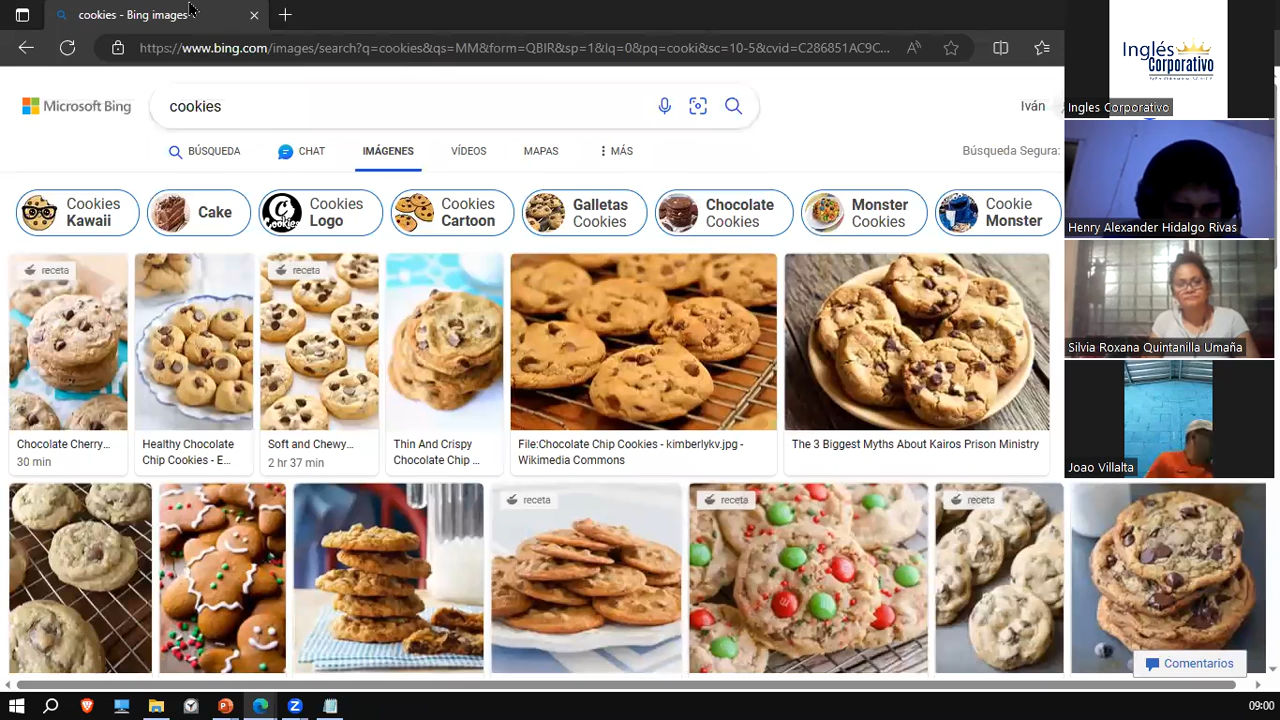 cookies - Bing images
https://www.bing.com/images/search?q=cookies&qs=MM&form=QBIR&sp=1&lq=0&pq=cooki&sc=10-5&cvid=C286851AC9C...
Microsoft Bing
cookies
Iván
BÚSQUEDA
CHAT
IMÁGENES
VÍDEOS
MAPAS
MÁS
Búsqueda Segura:
Cookies
Kawaii
Cake
Cookies
Cookies
Logo
Cookies
Cartoon
Galletas
Cookies
Chocolate
Cookies
Monster
Cookies
Cookie
Monster
receta
receta
Chocolate Cherry...
30 min
Healthy Chocolate
Chip Cookies - E...
Soft and Chewy...
2 hr 37 min
Thin And Crispy
Chocolate Chip ...
File:Chocolate Chip Cookies - kimberlykv.jpg -
Wikimedia Commons
The 3 Biggest Myths About Kairos Prison Ministry
receta
receta
receta
Comentarios
Inglés
Corporativo
Ingles Corporativo
Henry Alexander Hidalgo Rivas
Silvia Roxana Quintanilla Umaña
Joao Villalta
09:00